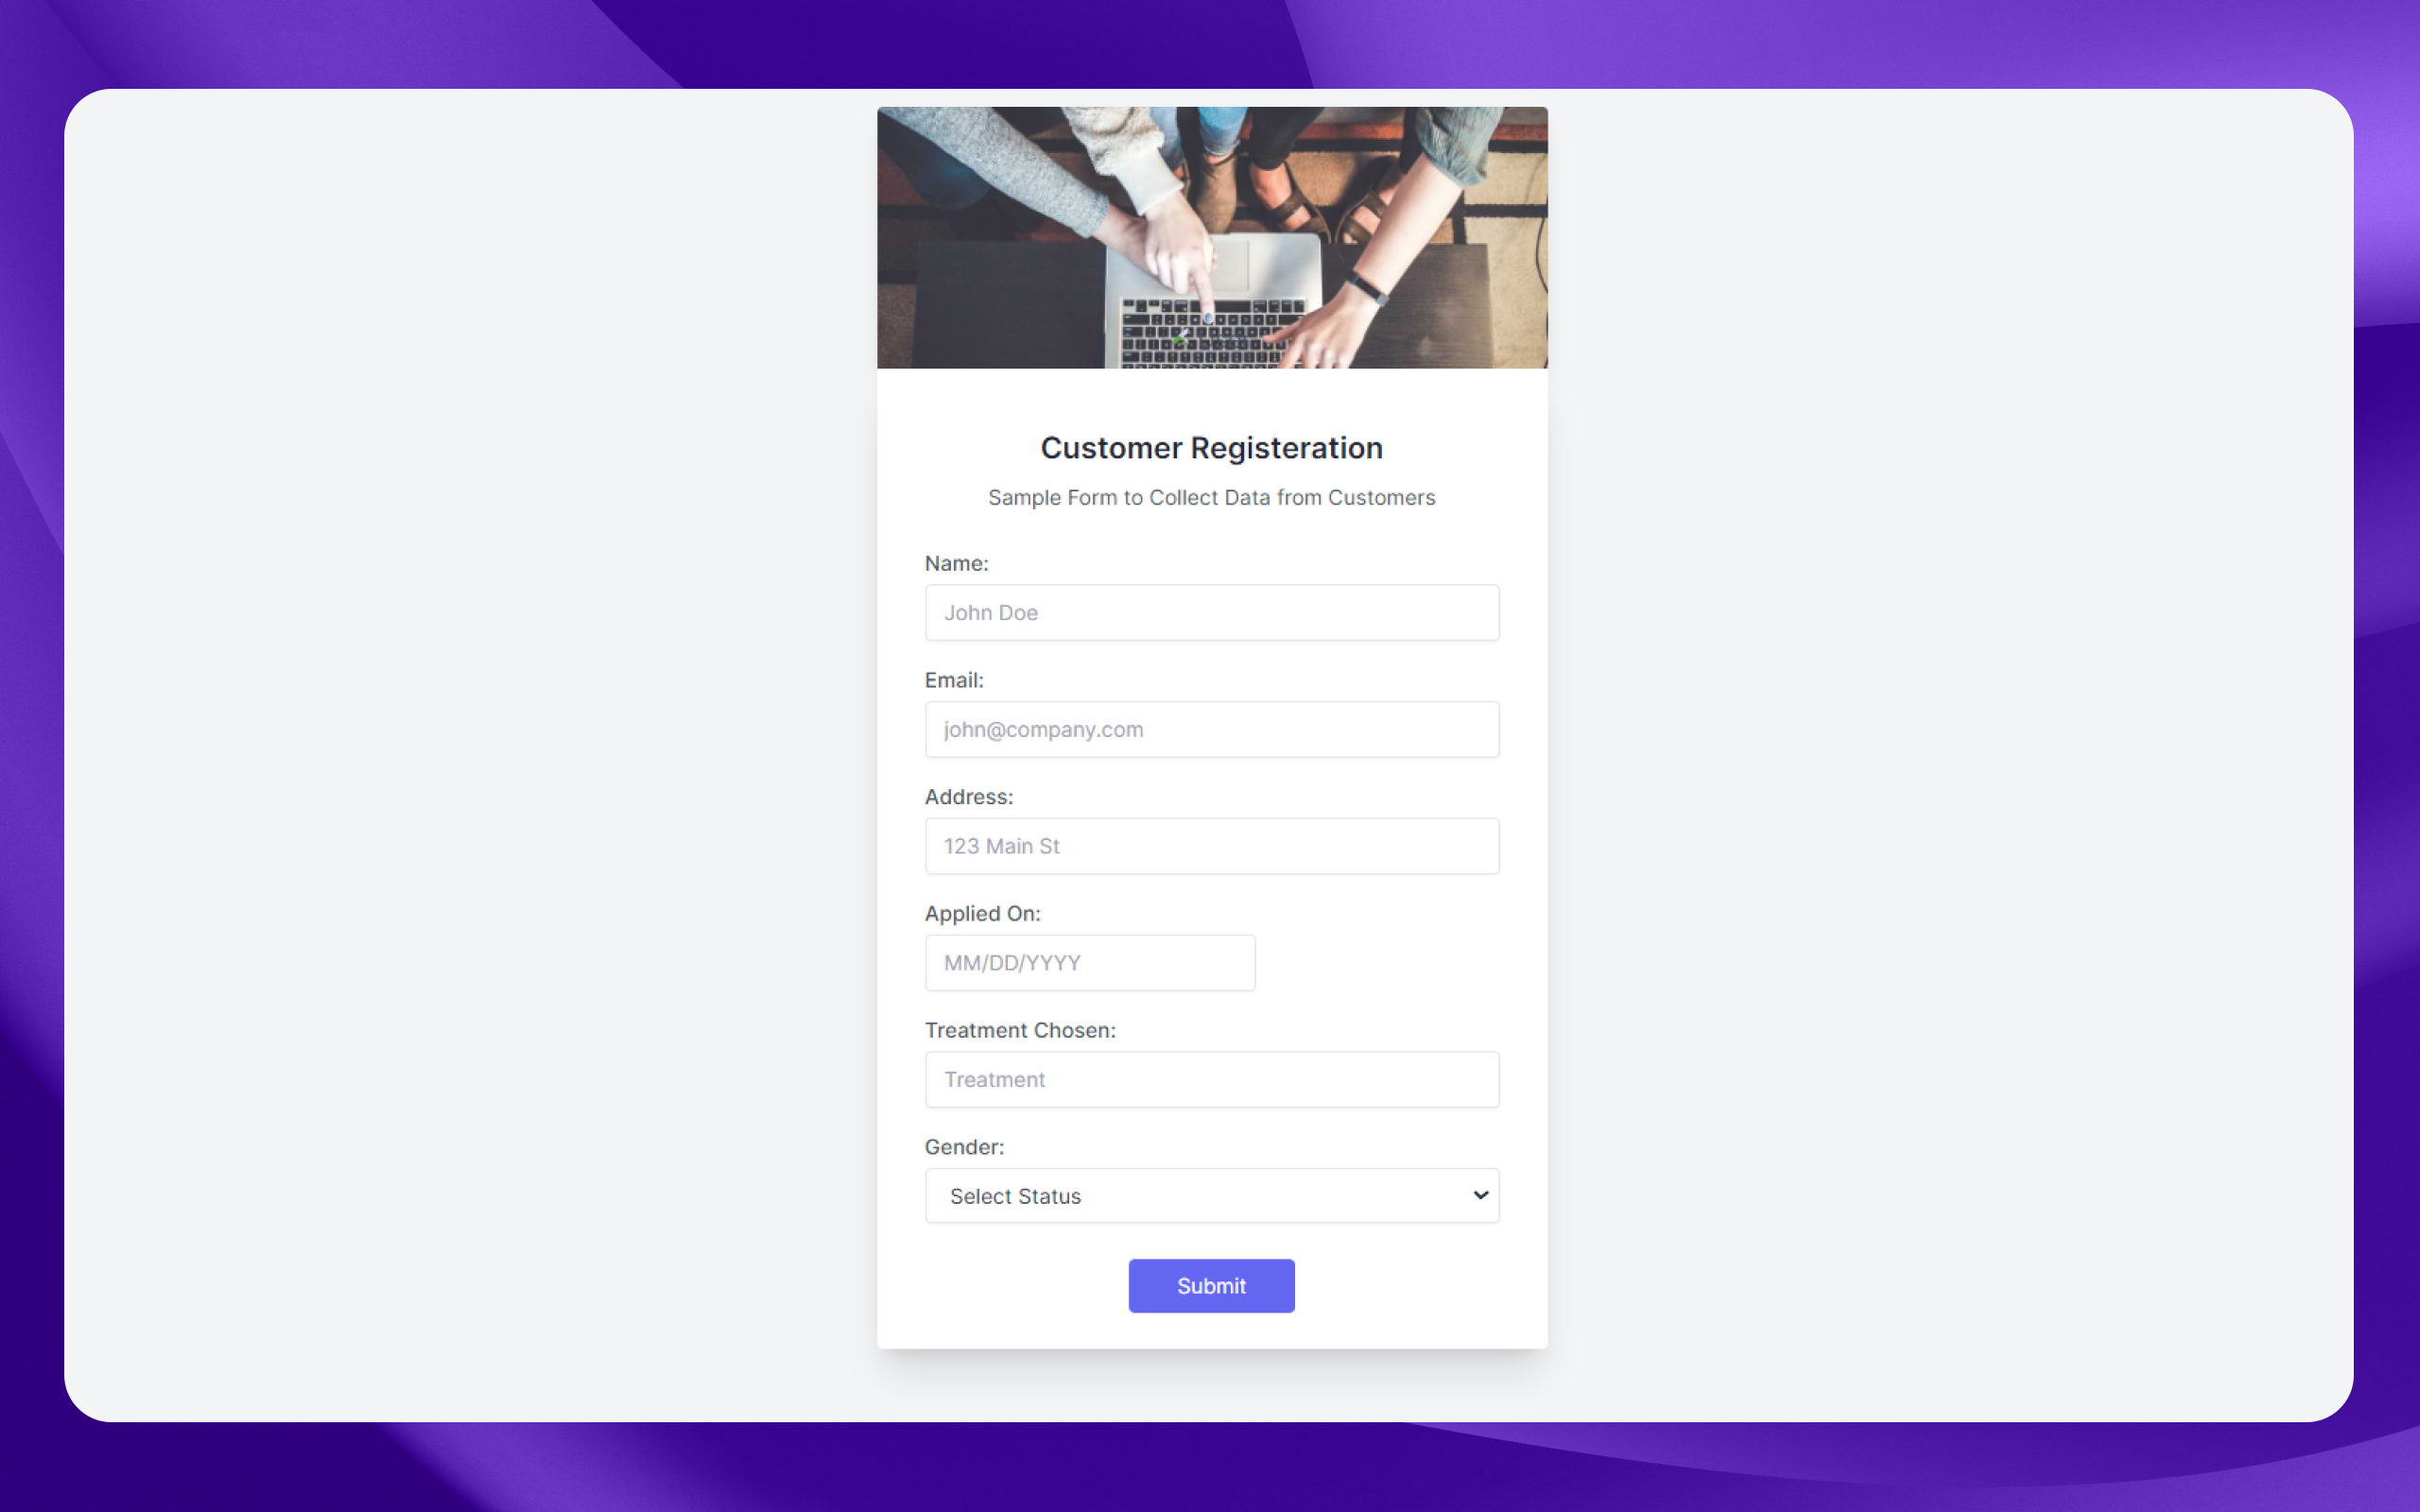 Customer Registeration
Sample Form to Collect Data from Customers
Name:
John Doe
Email:
john@company.com
Address:
123 Main St
Applied On:
MM/DD/YYYY
Treatment Chosen:
Treatment
Gender:
Select Status
Submit